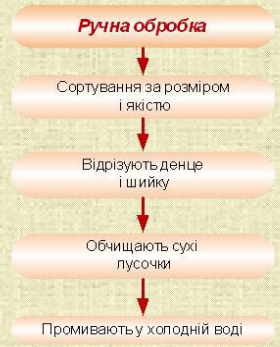 Ручна обробка
Сортування за розміром
і якістю
Відрізують денце
і шийку
Обчищають сухі
лусочки
Промивають у холодній воді